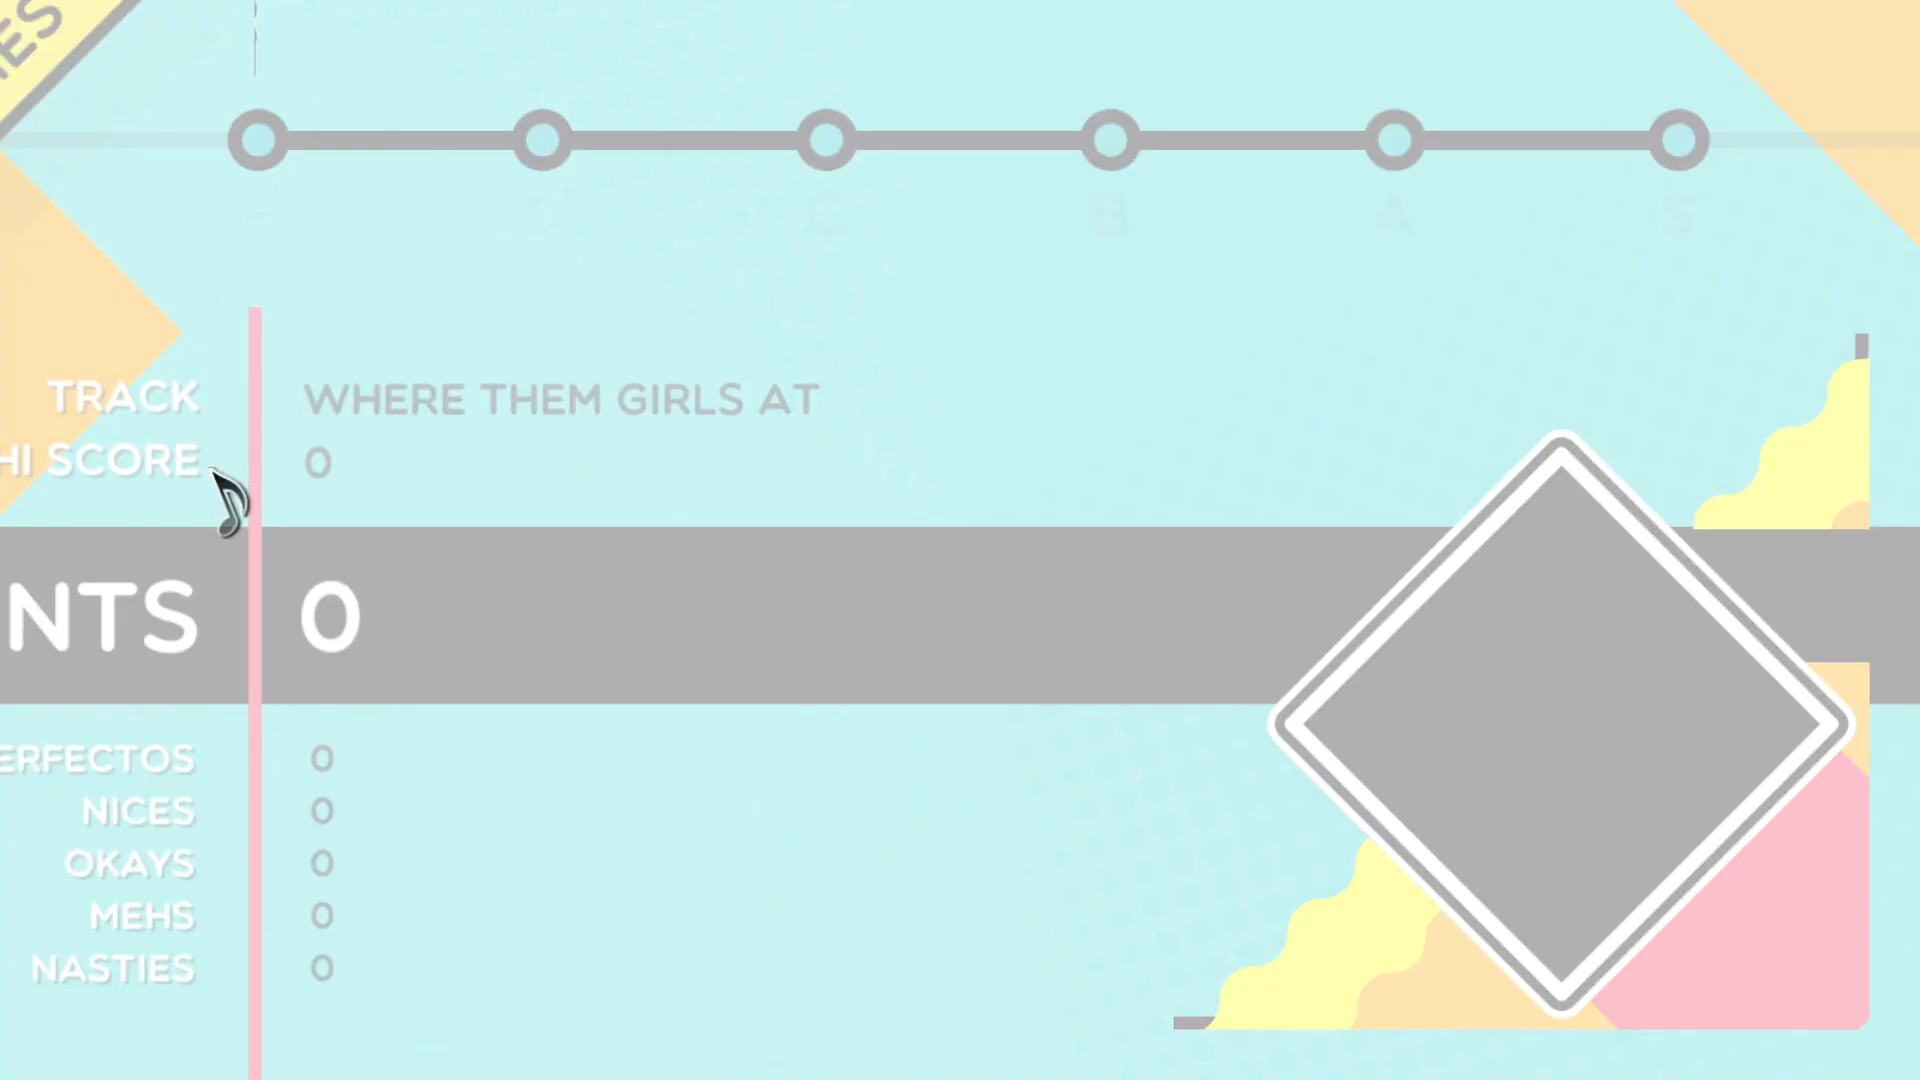 IES
F D C B A S
TRACK WHERE THEM GIRLS AT
HI SCORE 0
NTS 0
ERFECTOS 0
NICES 0
OKAYS 0
MEHS 0
NASTIES 0